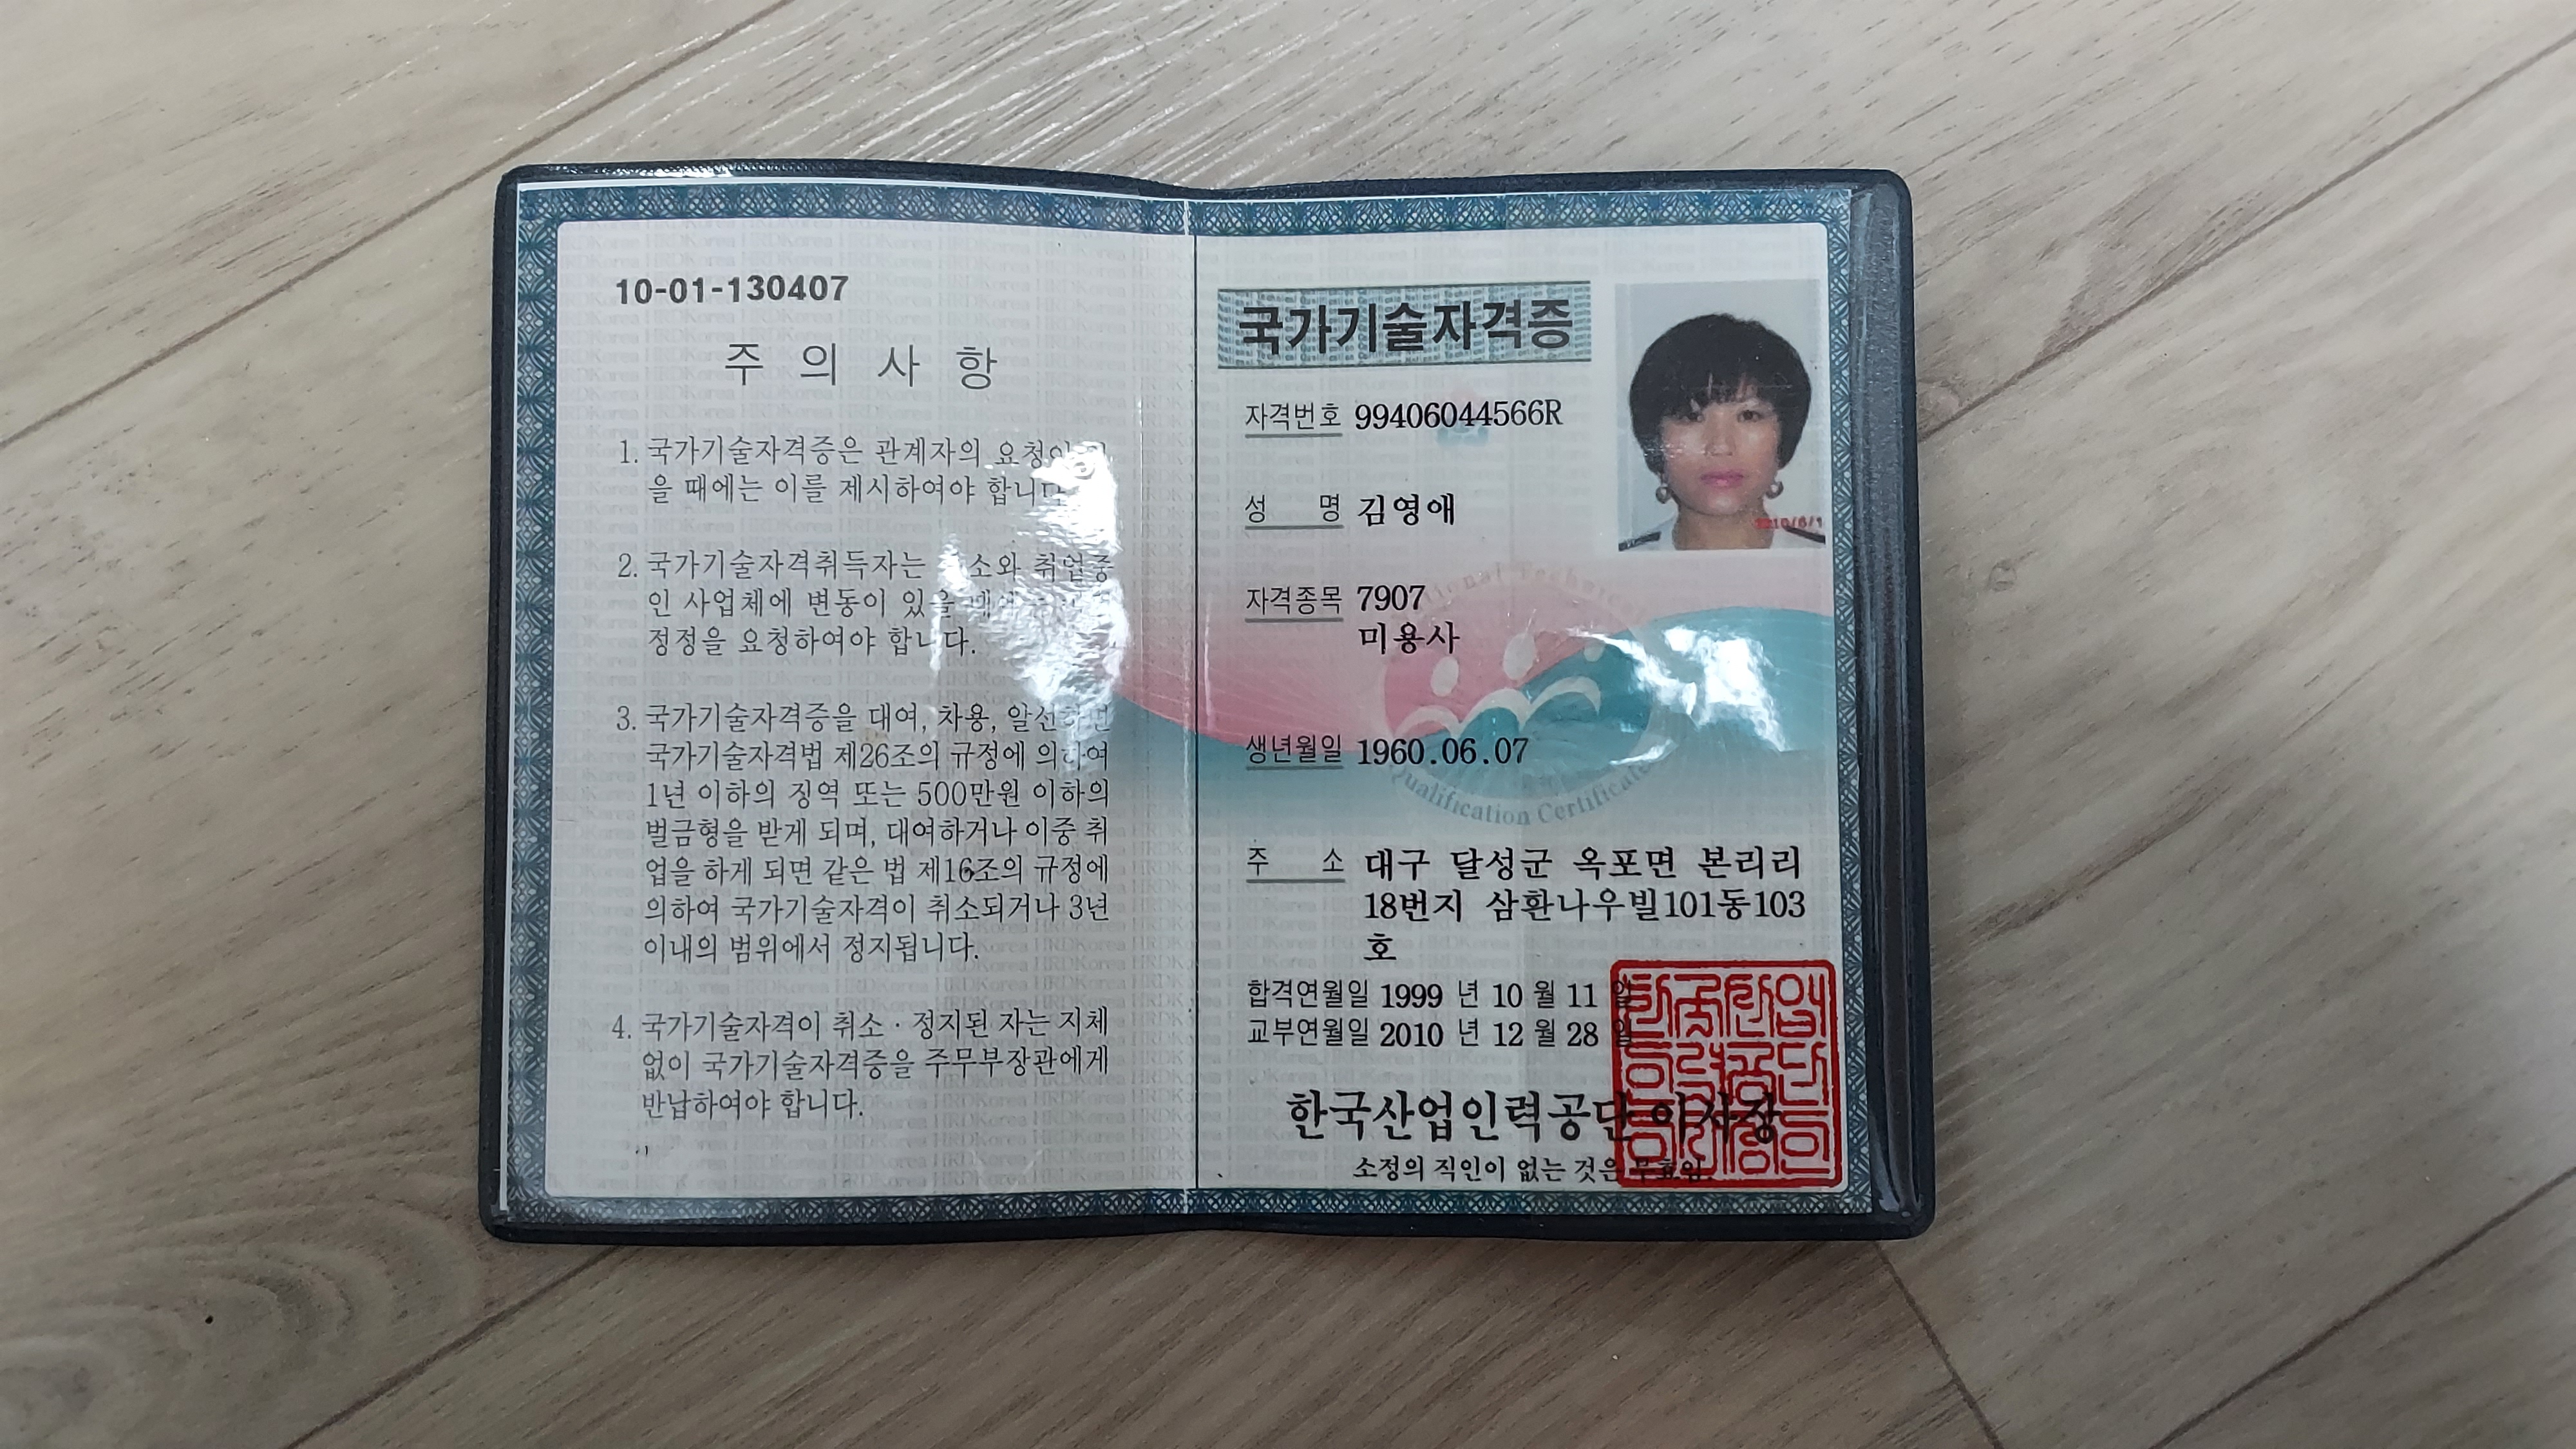 10-01-130407
주 의 사 항
1. 국가기술자격증은 관계자의 요청이
을 때에는 이를 제시하여야 합니다
2. 국가기술자격취득자는 와 취업중
인 사업체에 변동이 있을
정정을 요청하여야 합니다.
3. 국가기술자격증을 대여, 차용, 알선하면
국가기술자격법 제26조의 규정에 의하여
1년 이하의 징역 또는 500만원 이하의
벌금형을 받게 되며, 대여하거나 이중 취
업을 하게 되면 같은 법 제16조의 규정에
의하여 국가기술자격이 취소되거나 3년
이내의 범위에서 정지됩니다.
4. 국가기술자격이 취소 · 정지된 자는 지체
없이 국가기술자격증을 주무부장관에게
반납하여야 합니다.
국가기술자격증
자격번호 99406044566R
성 명 김영애
자격종목 7907
미용사
생년월일 1960.06.07
Qualification Certificate
주 소 대구 달성군 옥포면 본리리
18번지 삼환나우빌101동103
호
합격연월일 1999 년 10 월 11 일
교부연월일 2010 년 12 월 28 일
한국산업인력공단 이사장
소정의 직인이 없는 것은 무효임.